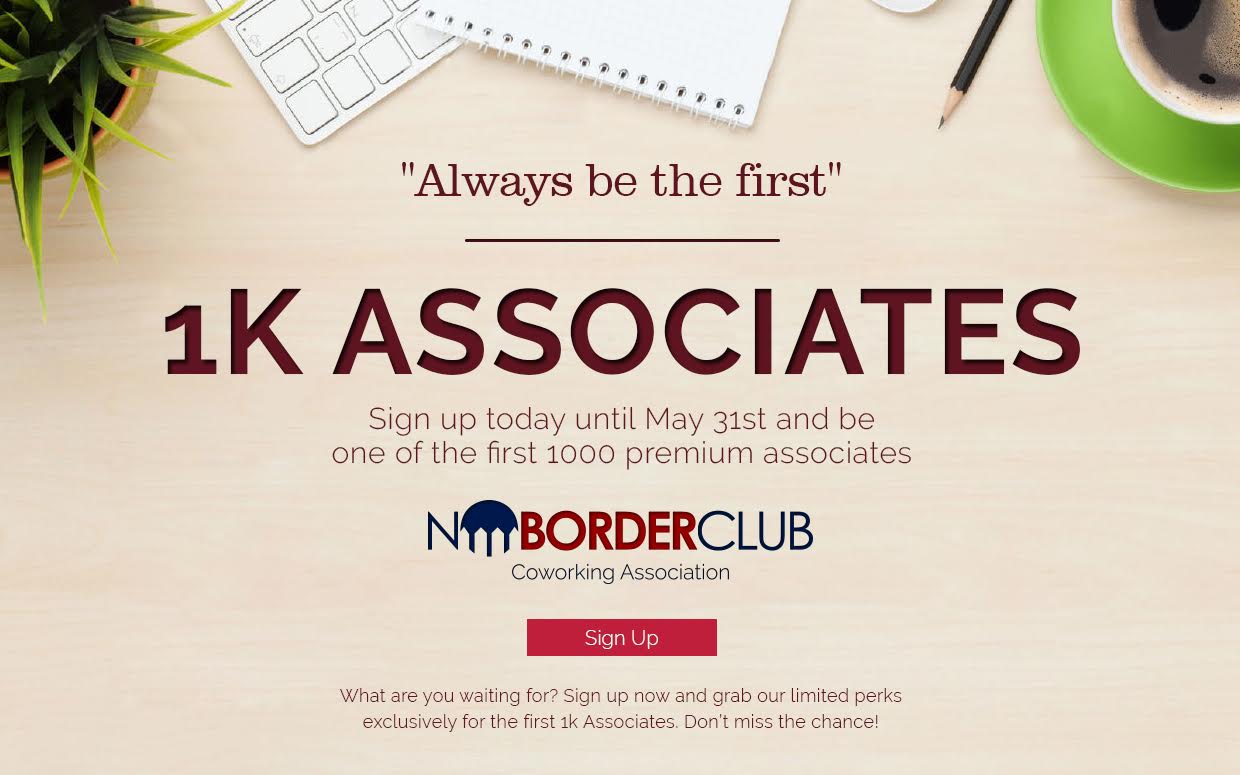 "Always be the first"
1K ASSOCIATES
Sign up today until May 31st and be
one of the first 1000 premium associates
NOBORDERCLUB
Coworking Association
Sign Up
What are you waiting for? Sign up now and grab our limited perks
exclusively for the first 1k Associates. Don't miss the chance!